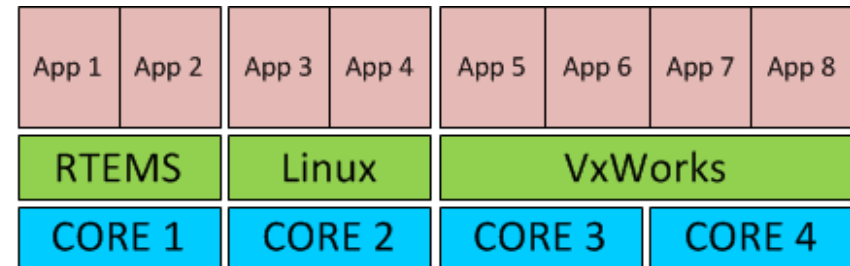 App 1 App 2 App 3 App 4 App 5 App 6 App 7 App 8
RTEMS Linux VxWorks
CORE 1 CORE 2 CORE 3 CORE 4